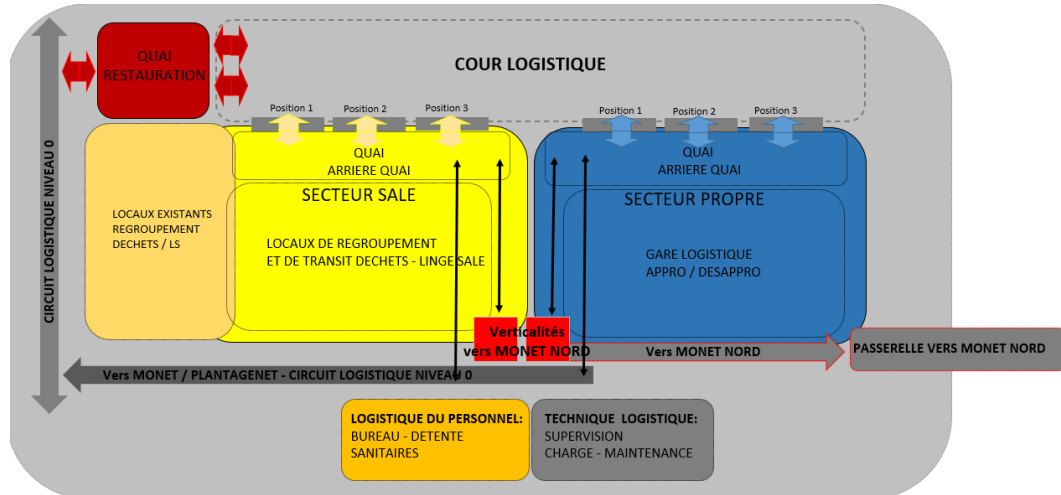 QUAI
RESTAURATION
COUR LOGISTIQUE
Position 1
Position 2
Position 3
Position 1
Position 2
Position 3
QUAI
ARRIERE QUAI
SECTEUR SALE
QUAI
ARRIERE QUAI
SECTEUR PROPRE
CIRCUIT LOGISTIQUE NIVEAU 0
LOCAUX EXISTANTS
REGROUPEMENT
DECHETS / LS
LOCAUX DE REGROUPEMENT
ET DE TRANSIT DECHETS - LINGE SALE
GARE LOGISTIQUE
APPRO / DESAPPRO
Verticalités
vers MONET NORD
Vers MONET NORD
PASSERELLE VERS MONET NORD
Vers MONET / PLANTAGENET - CIRCUIT LOGISTIQUE NIVEAU 0
LOGISTIQUE DU PERSONNEL:
BUREAU - DETENTE
SANITAIRES
TECHNIQUE LOGISTIQUE:
SUPERVISION
CHARGE - MAINTENANCE